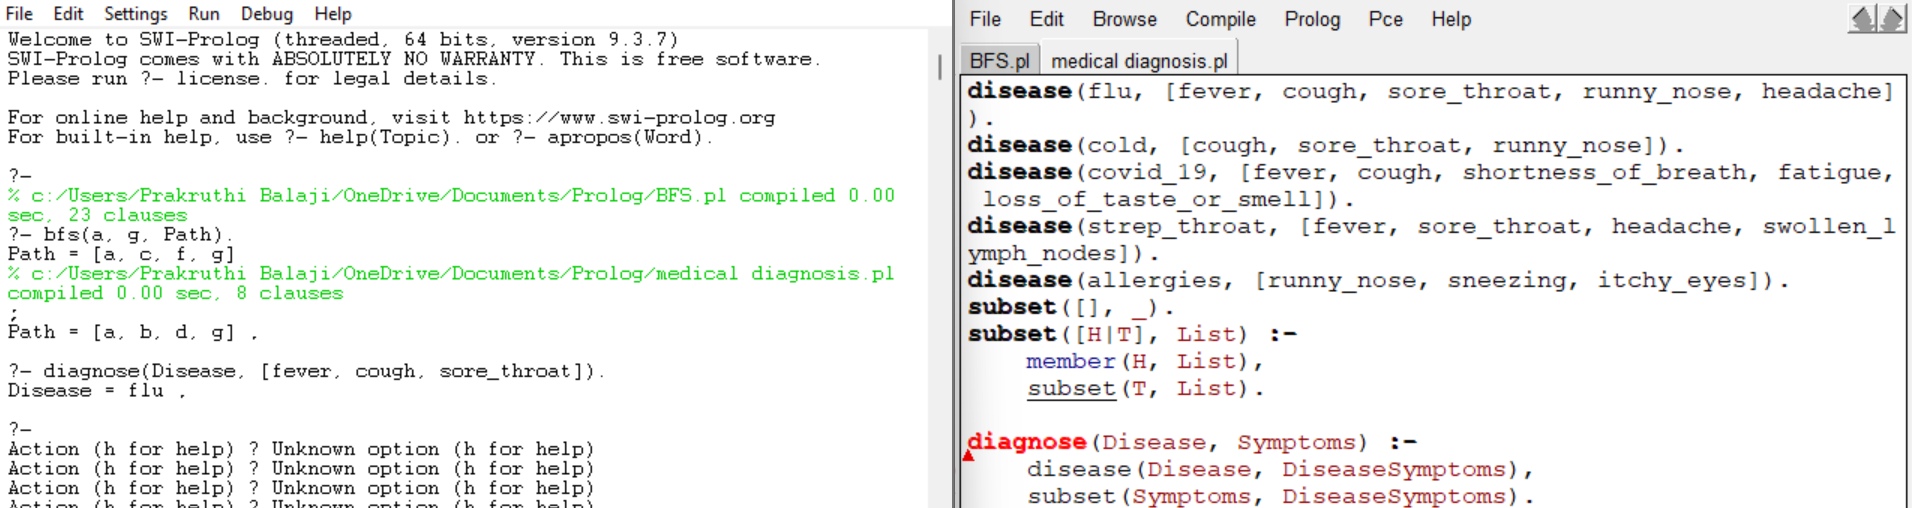 File Edit Settings Run Debug Help
Welcome to SWI-Prolog (threaded, 64 bits, version 9.3.7)
SWI-Prolog comes with ABSOLUTELY NO WARRANTY. This is free software.
Please run ?- license. for legal details.
For online help and background, visit https://www.swi-prolog.org
For built-in help, use ?- help(Topic). or ?- apropos(Word).
?-
% c:/Users/Prakruthi Balaji/OneDrive/Documents/Prolog/BFS.pl compiled 0.00
sec, 23 clauses
?- bfs(a, g, Path).
Path = [a, c, f, g]
% c:/Users/Prakruthi Balaji/OneDrive/Documents/Prolog/medical diagnosis.pl
compiled 0.00 sec, 8 clauses
;
Path = [a, b, d, g] .
?- diagnose(Disease, [fever, cough, sore_throat]).
Disease = flu .
?-
Action (h for help) ? Unknown option (h for help)
Action (h for help) ? Unknown option (h for help)
Action (h for help) ? Unknown option (h for help)
Action (h for help) ? Unknown option (h for help)
File Edit Browse Compile Prolog Pce Help
BFS.pl medical diagnosis.pl
disease(flu, [fever, cough, sore_throat, runny_nose, headache]
).
disease(cold, [cough, sore_throat, runny_nose]).
disease(covid_19, [fever, cough, shortness_of_breath, fatigue,
loss_of_taste_or_smell]).
disease(strep_throat, [fever, sore_throat, headache, swollen_l
ymph_nodes]).
disease(allergies, [runny_nose, sneezing, itchy_eyes]).
subset([], _).
subset([H|T], List) :-
member(H, List),
subset(T, List).
diagnose(Disease, Symptoms) :-
disease(Disease, DiseaseSymptoms),
subset(Symptoms, DiseaseSymptoms).